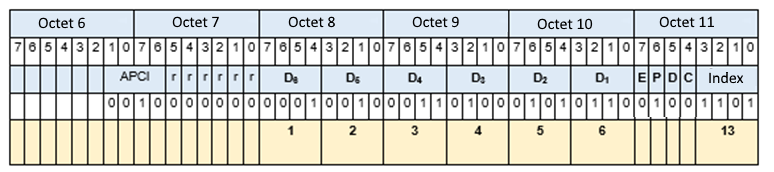 Octet 6 Octet 7 Octet 8 Octet 9 Octet 10 Octet 11
7 6 5 4 3 2 1 0 7 6 5 4 3 2 1 0 7 6 5 4 3 2 1 0 7 6 5 4 3 2 1 0 7 6 5 4 3 2 1 0 7 6 5 4 3 2 1 0
APCI r r r r r r D6 D5 D4 D3 D2 D1 E P D C Index
0 0 1 0 0 0 0 0 0 0 0 0 0 1 0 0 1 0 0 0 1 1 0 1 0 0 0 1 0 1 0 1 1 0 0 1 0 0 1 1 0 1
1 2 3 4 5 6 13